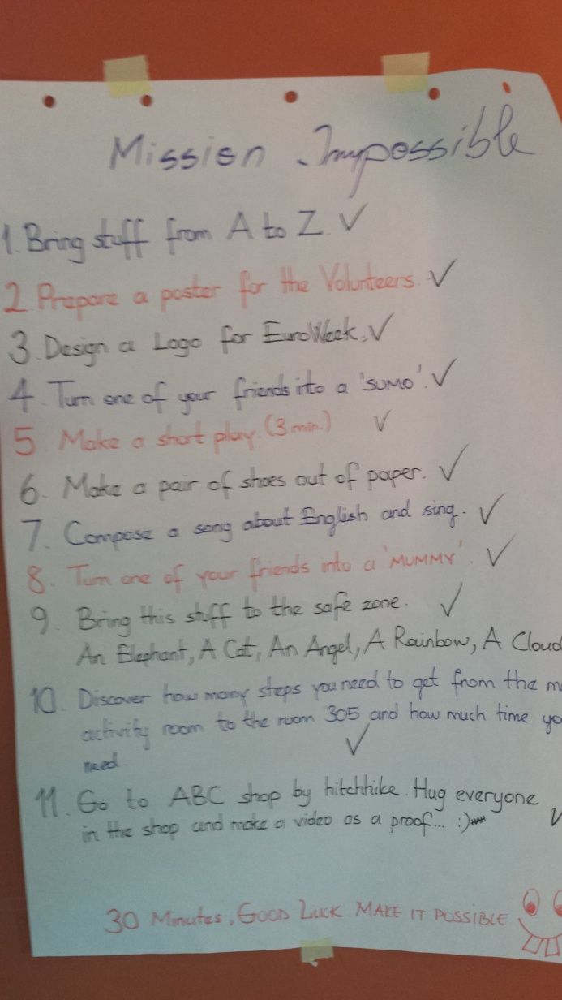 Mission Impossible
1. Bring stuff from A to Z. ✓
2. Prepare a poster for the Volunteers. ✓
3. Design a Logo for EuroWeek. ✓
4. Turn one of your friends into a 'SUMO'. ✓
5. Make a short play. (3 min.) ✓
6. Make a pair of shoes out of paper. ✓
7. Compose a song about English and sing. ✓
8. Turn one of your friends into a 'MUMMY'. ✓
9. Bring this stuff to the safe zone. ✓
An Elephant, A Cat, An Angel, A Rainbow, A Cloud
10. Discover how many steps you need to get from the
activity room to the room 305 and how much time yo
need. ✓
11. Go to ABC shop by hitchhike. Hug everyone
in the shop and make a video as a proof... :) ✓
30 Minutes, GOOD LUCK. MAKE IT POSSIBLE